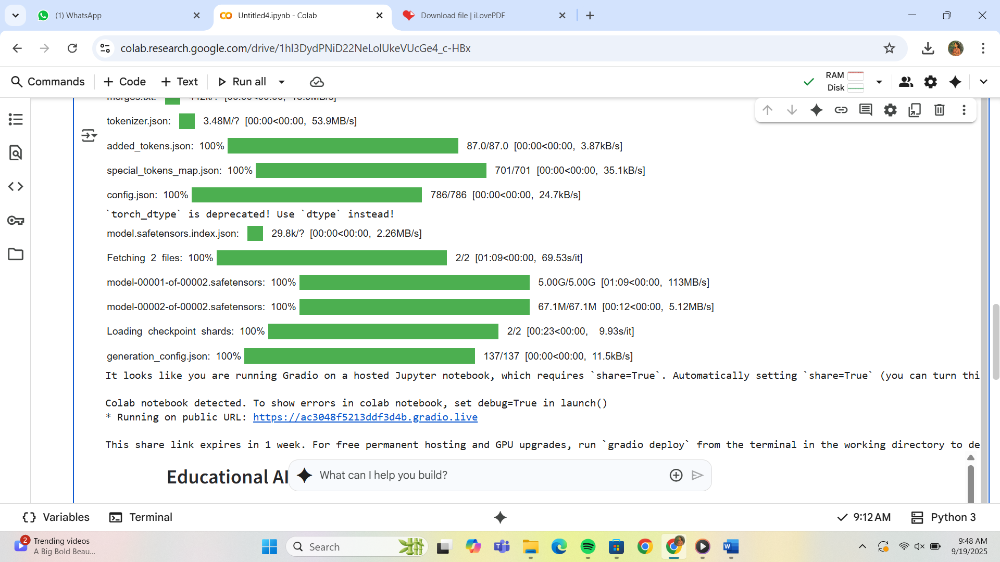 (1) WhatsApp
Untitled4.ipynb - Colab
Download file | iLovePDF
colab.research.google.com/drive/1hl3DydPNiD22NeLolUkeVUcGe4_c-HBx
Commands
+ Code
+ Text
Run all
RAM
Disk
merges.txt: 442k/? [00:00<00:00, 15.0MB/s]
tokenizer.json: 3.48M/? [00:00<00:00, 53.9MB/s]
added_tokens.json: 100% 87.0/87.0 [00:00<00:00, 3.87kB/s]
special_tokens_map.json: 100% 701/701 [00:00<00:00, 35.1kB/s]
config.json: 100% 786/786 [00:00<00:00, 24.7kB/s]
`torch_dtype` is deprecated! Use `dtype` instead!
model.safetensors.index.json: 29.8k/? [00:00<00:00, 2.26MB/s]
Fetching 2 files: 100% 2/2 [01:09<00:00, 69.53s/it]
model-00001-of-00002.safetensors: 100% 5.00G/5.00G [01:09<00:00, 113MB/s]
model-00002-of-00002.safetensors: 100% 67.1M/67.1M [00:12<00:00, 5.12MB/s]
Loading checkpoint shards: 100% 2/2 [00:23<00:00, 9.93s/it]
generation_config.json: 100% 137/137 [00:00<00:00, 11.5kB/s]
It looks like you are running Gradio on a hosted Jupyter notebook, which requires `share=True`. Automatically setting `share=True` (you can turn thi
Colab notebook detected. To show errors in colab notebook, set debug=True in launch()
* Running on public URL: https://ac3048f5213ddf3d4b.gradio.live
This share link expires in 1 week. For free permanent hosting and GPU upgrades, run `gradio deploy` from the terminal in the working directory to de
Educational AI
What can I help you build?
Variables
Terminal
9:12 AM
Python 3
2
Trending videos
A Big Bold Beau...
Search
9:48 AM
9/19/2025